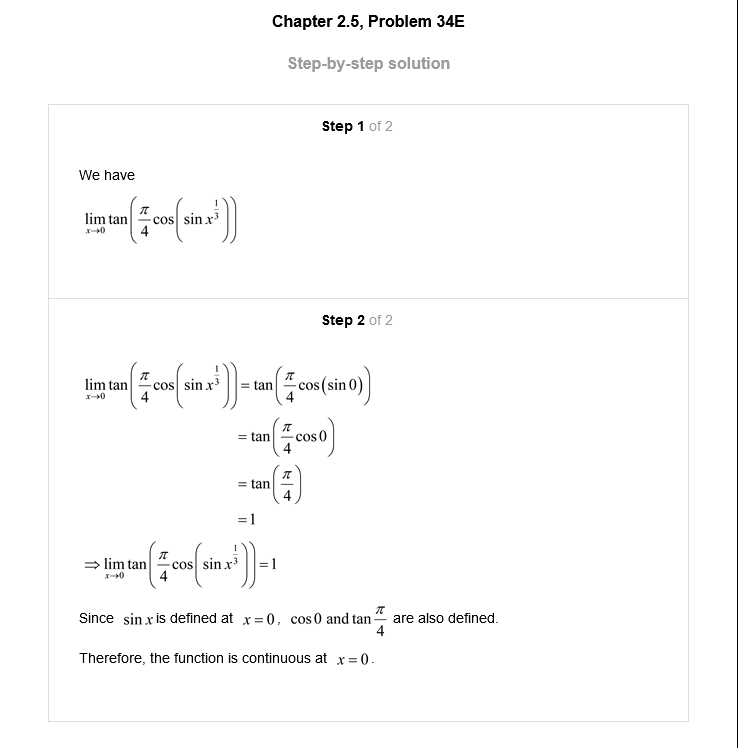 Chapter 2.5, Problem 34E
Step-by-step solution
Step 1 of 2
We have
$\lim_{x \to 0} \tan\left(\frac{\pi}{4}\cos\left(\sin x^{\frac{1}{3}}\right)\right)$
Step 2 of 2
$\lim_{x \to 0} \tan\left(\frac{\pi}{4}\cos\left(\sin x^{\frac{1}{3}}\right)\right) = \tan\left(\frac{\pi}{4}\cos(\sin 0)\right)$
$= \tan\left(\frac{\pi}{4}\cos 0\right)$
$= \tan\left(\frac{\pi}{4}\right)$
$= 1$
$\Rightarrow \lim_{x \to 0} \tan\left(\frac{\pi}{4}\cos\left(\sin x^{\frac{1}{3}}\right)\right) = 1$
Since $\sin x$ is defined at $x = 0$, $\cos 0$ and $\tan\frac{\pi}{4}$ are also defined.
Therefore, the function is continuous at $x = 0$.